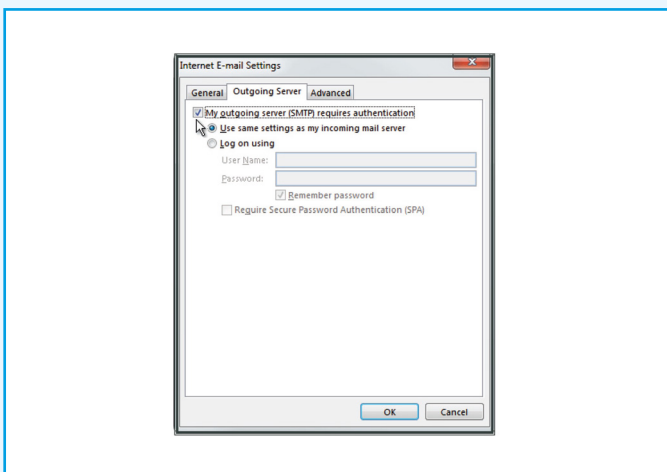 Internet E-mail Settings
General Outgoing Server Advanced
My outgoing server (SMTP) requires authentication
Use same settings as my incoming mail server
Log on using
User Name:
Password:
Remember password
Require Secure Password Authentication (SPA)
OK Cancel